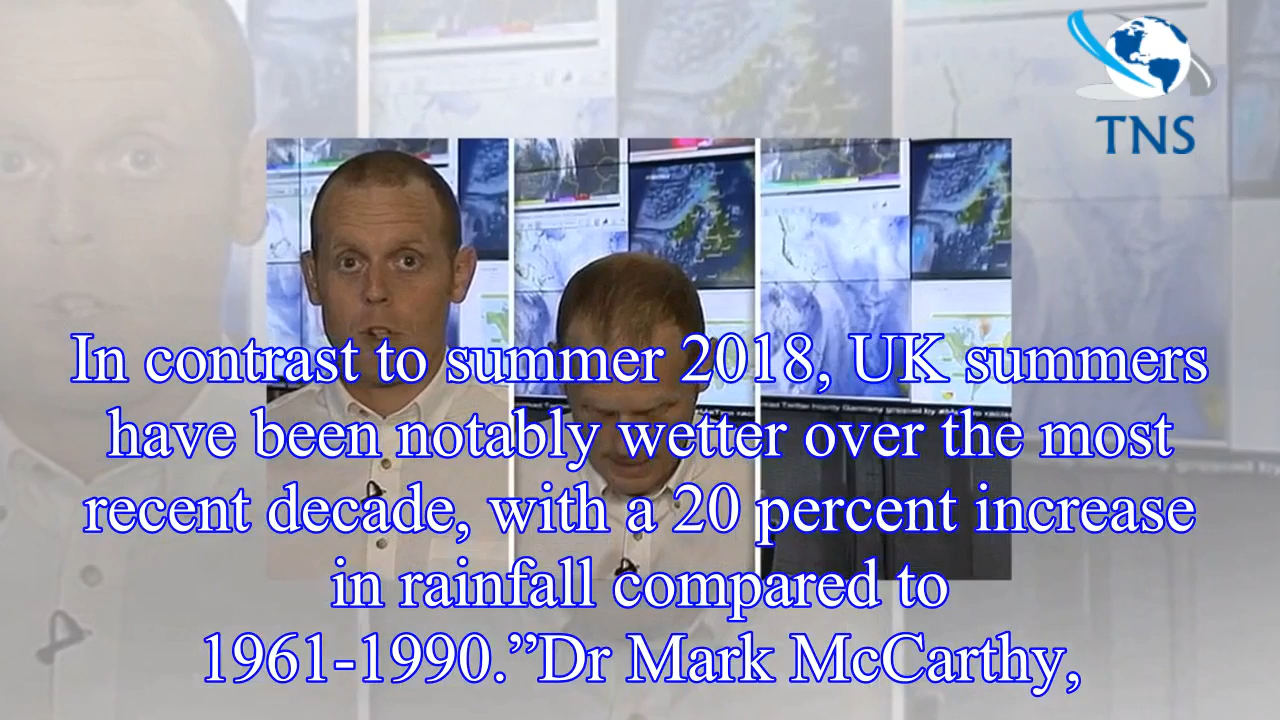 TNS
In contrast to summer 2018, UK summers
have been notably wetter over the most
recent decade, with a 20 percent increase
in rainfall compared to
1961-1990.”Dr Mark McCarthy,